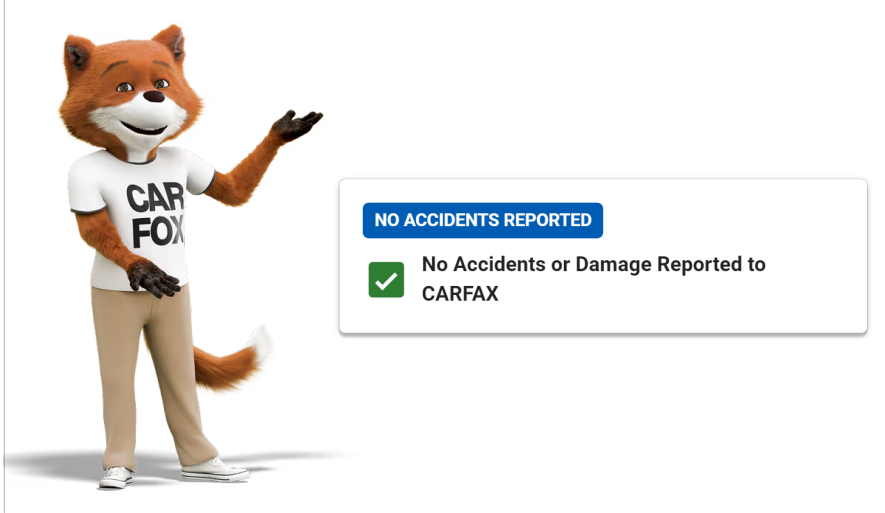 CAR
FOX
NO ACCIDENTS REPORTED
No Accidents or Damage Reported to
CARFAX